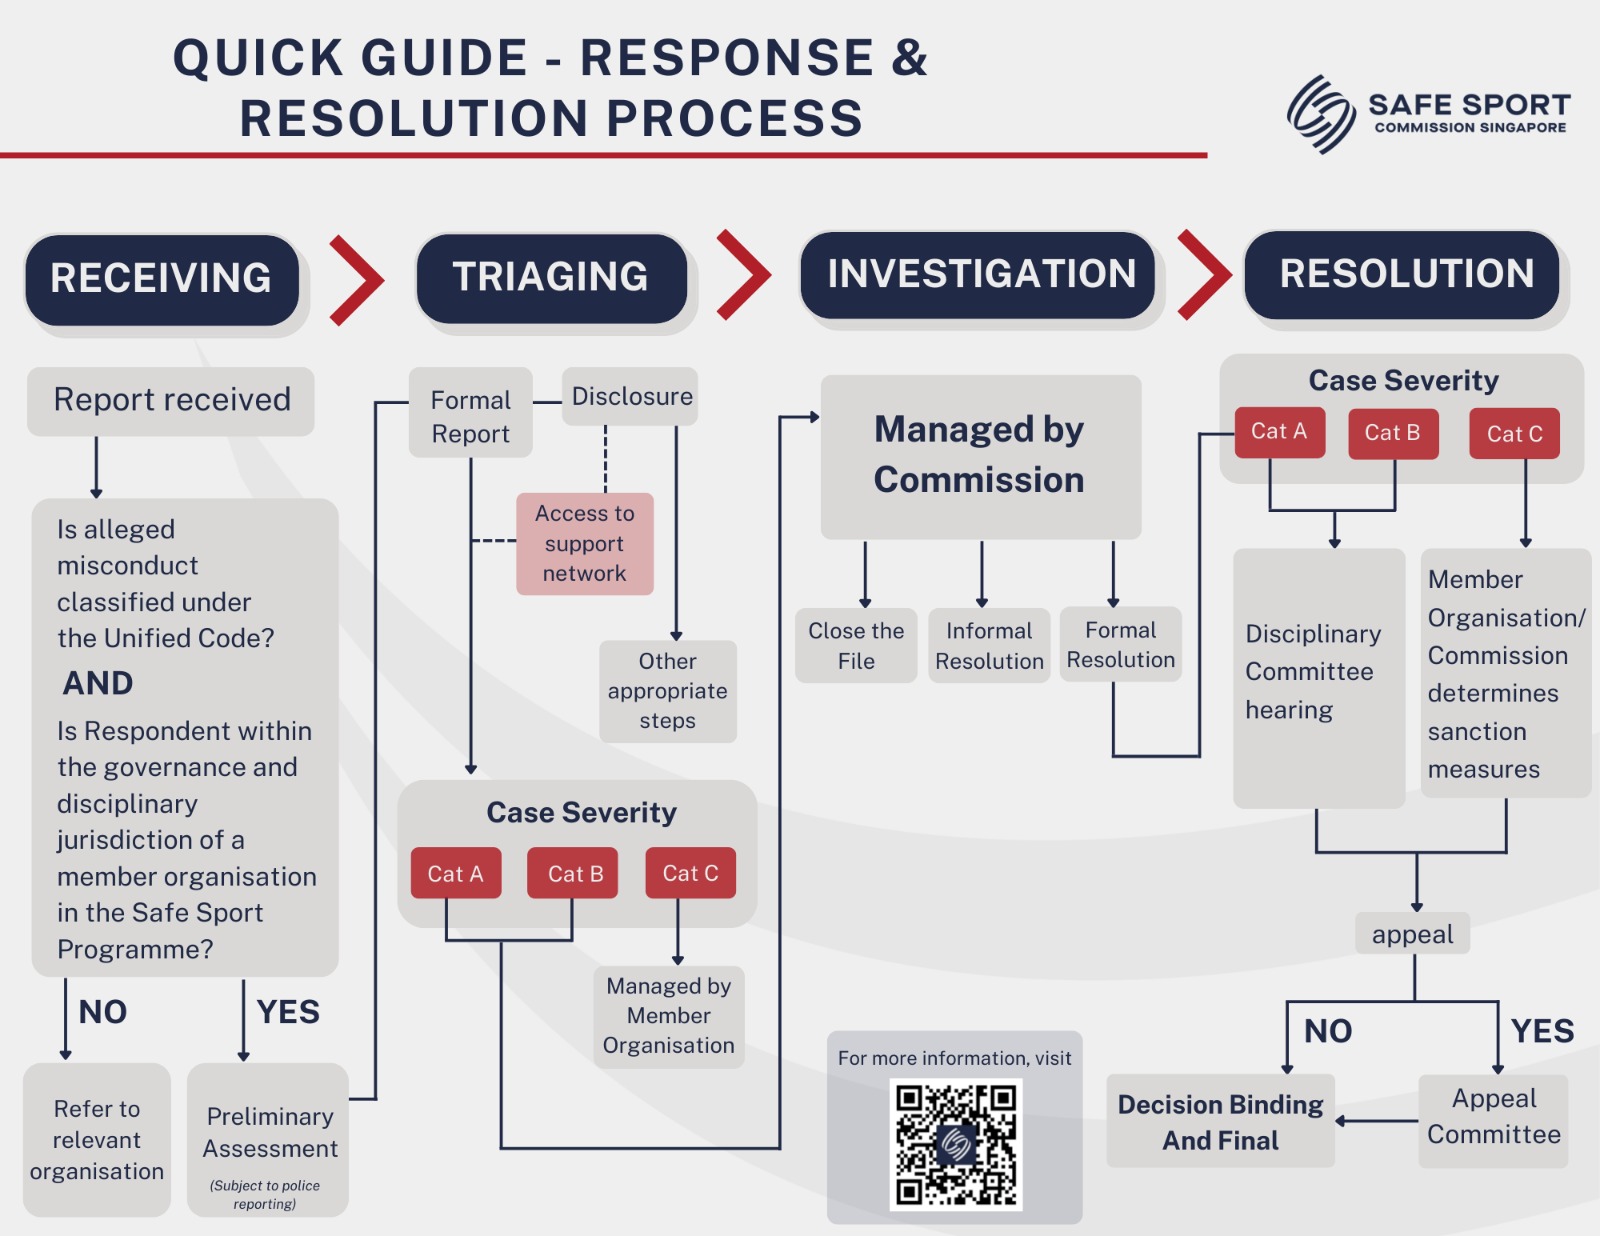 QUICK GUIDE - RESPONSE &
RESOLUTION PROCESS
SAFE SPORT
COMMISSION SINGAPORE
RECEIVING
TRIAGING
INVESTIGATION
RESOLUTION
Report received
Is alleged
misconduct
classified under
the Unified Code?
AND
Is Respondent within
the governance and
disciplinary
jurisdiction of a
member organisation
in the Safe Sport
Programme?
NO
YES
Refer to
relevant
organisation
Preliminary
Assessment
(Subject to police
reporting)
Formal
Report
Disclosure
Access to
support
network
Other
appropriate
steps
Case Severity
Cat A
Cat B
Cat C
Managed by
Member
Organisation
Managed by
Commission
Close the
File
Informal
Resolution
Formal
Resolution
For more information, visit
Case Severity
Cat A
Cat B
Cat C
Disciplinary
Committee
hearing
Member
Organisation/
Commission
determines
sanction
measures
appeal
NO
YES
Decision Binding
And Final
Appeal
Committee